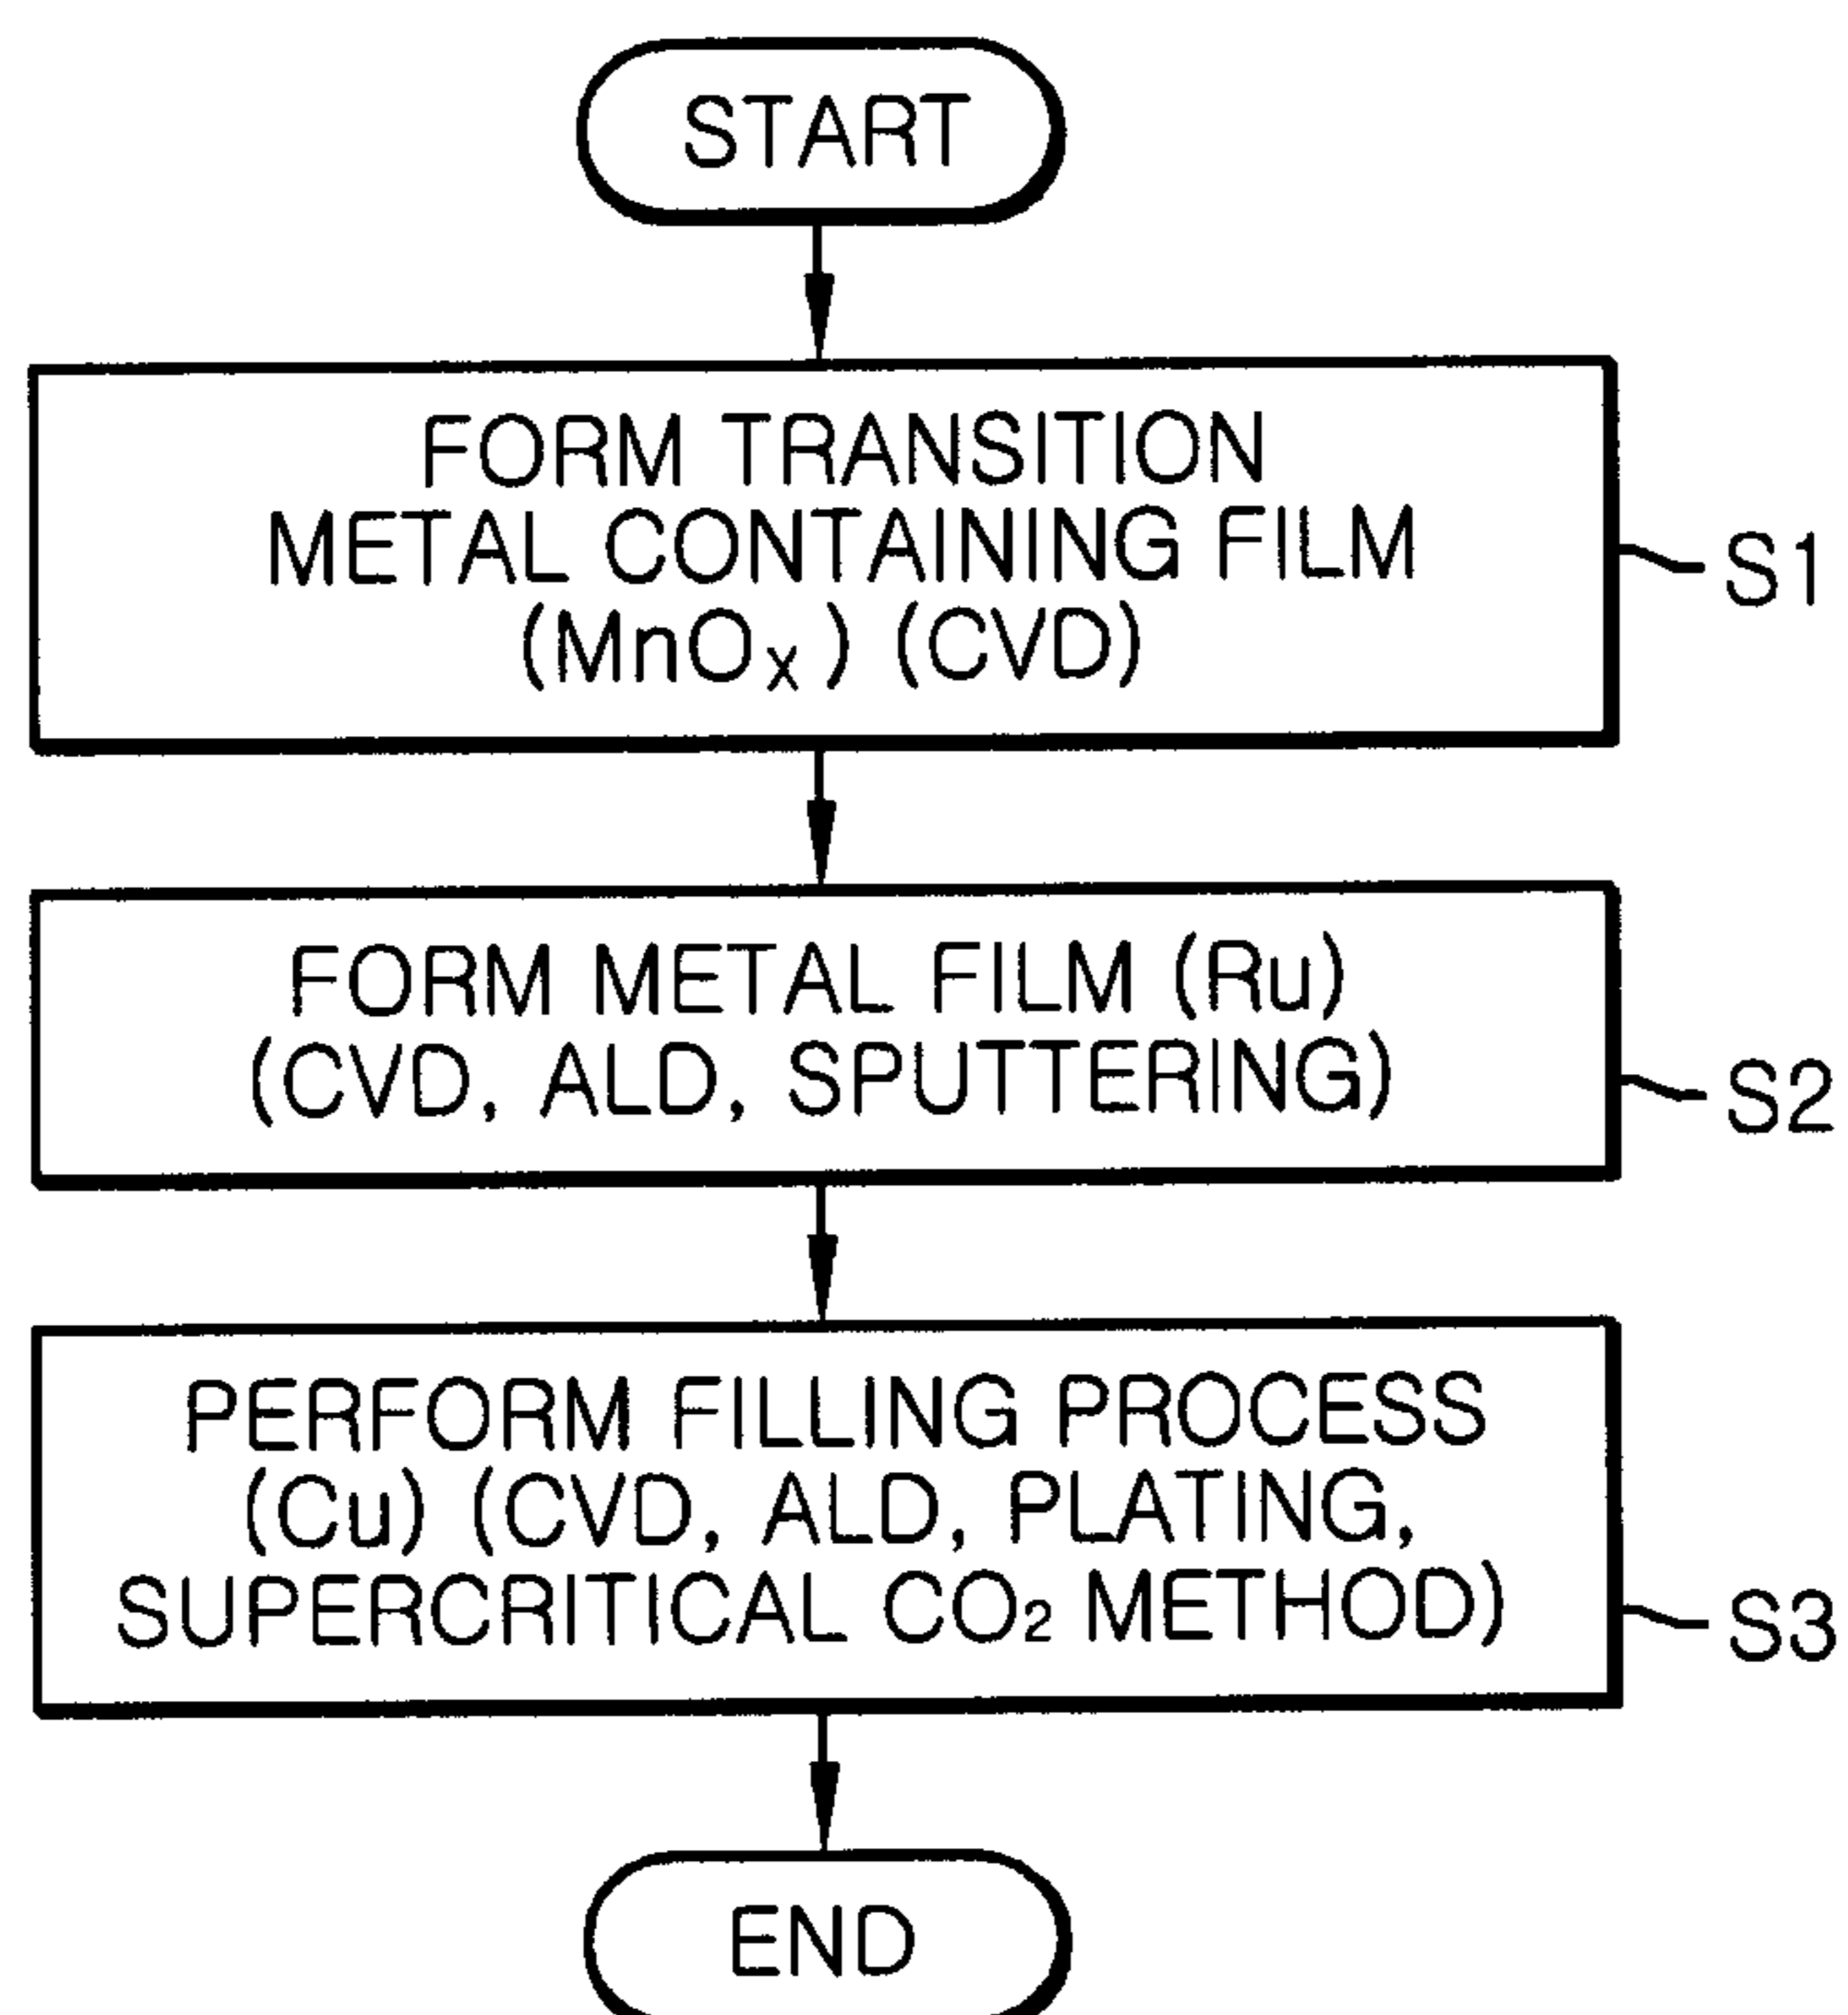 START
FORM TRANSITION
METAL CONTAINING FILM
(MnOₓ) (CVD)
S1
FORM METAL FILM (Ru)
(CVD, ALD, SPUTTERING)
S2
PERFORM FILLING PROCESS
(Cu) (CVD, ALD, PLATING,
SUPERCRITICAL CO₂ METHOD)
S3
END